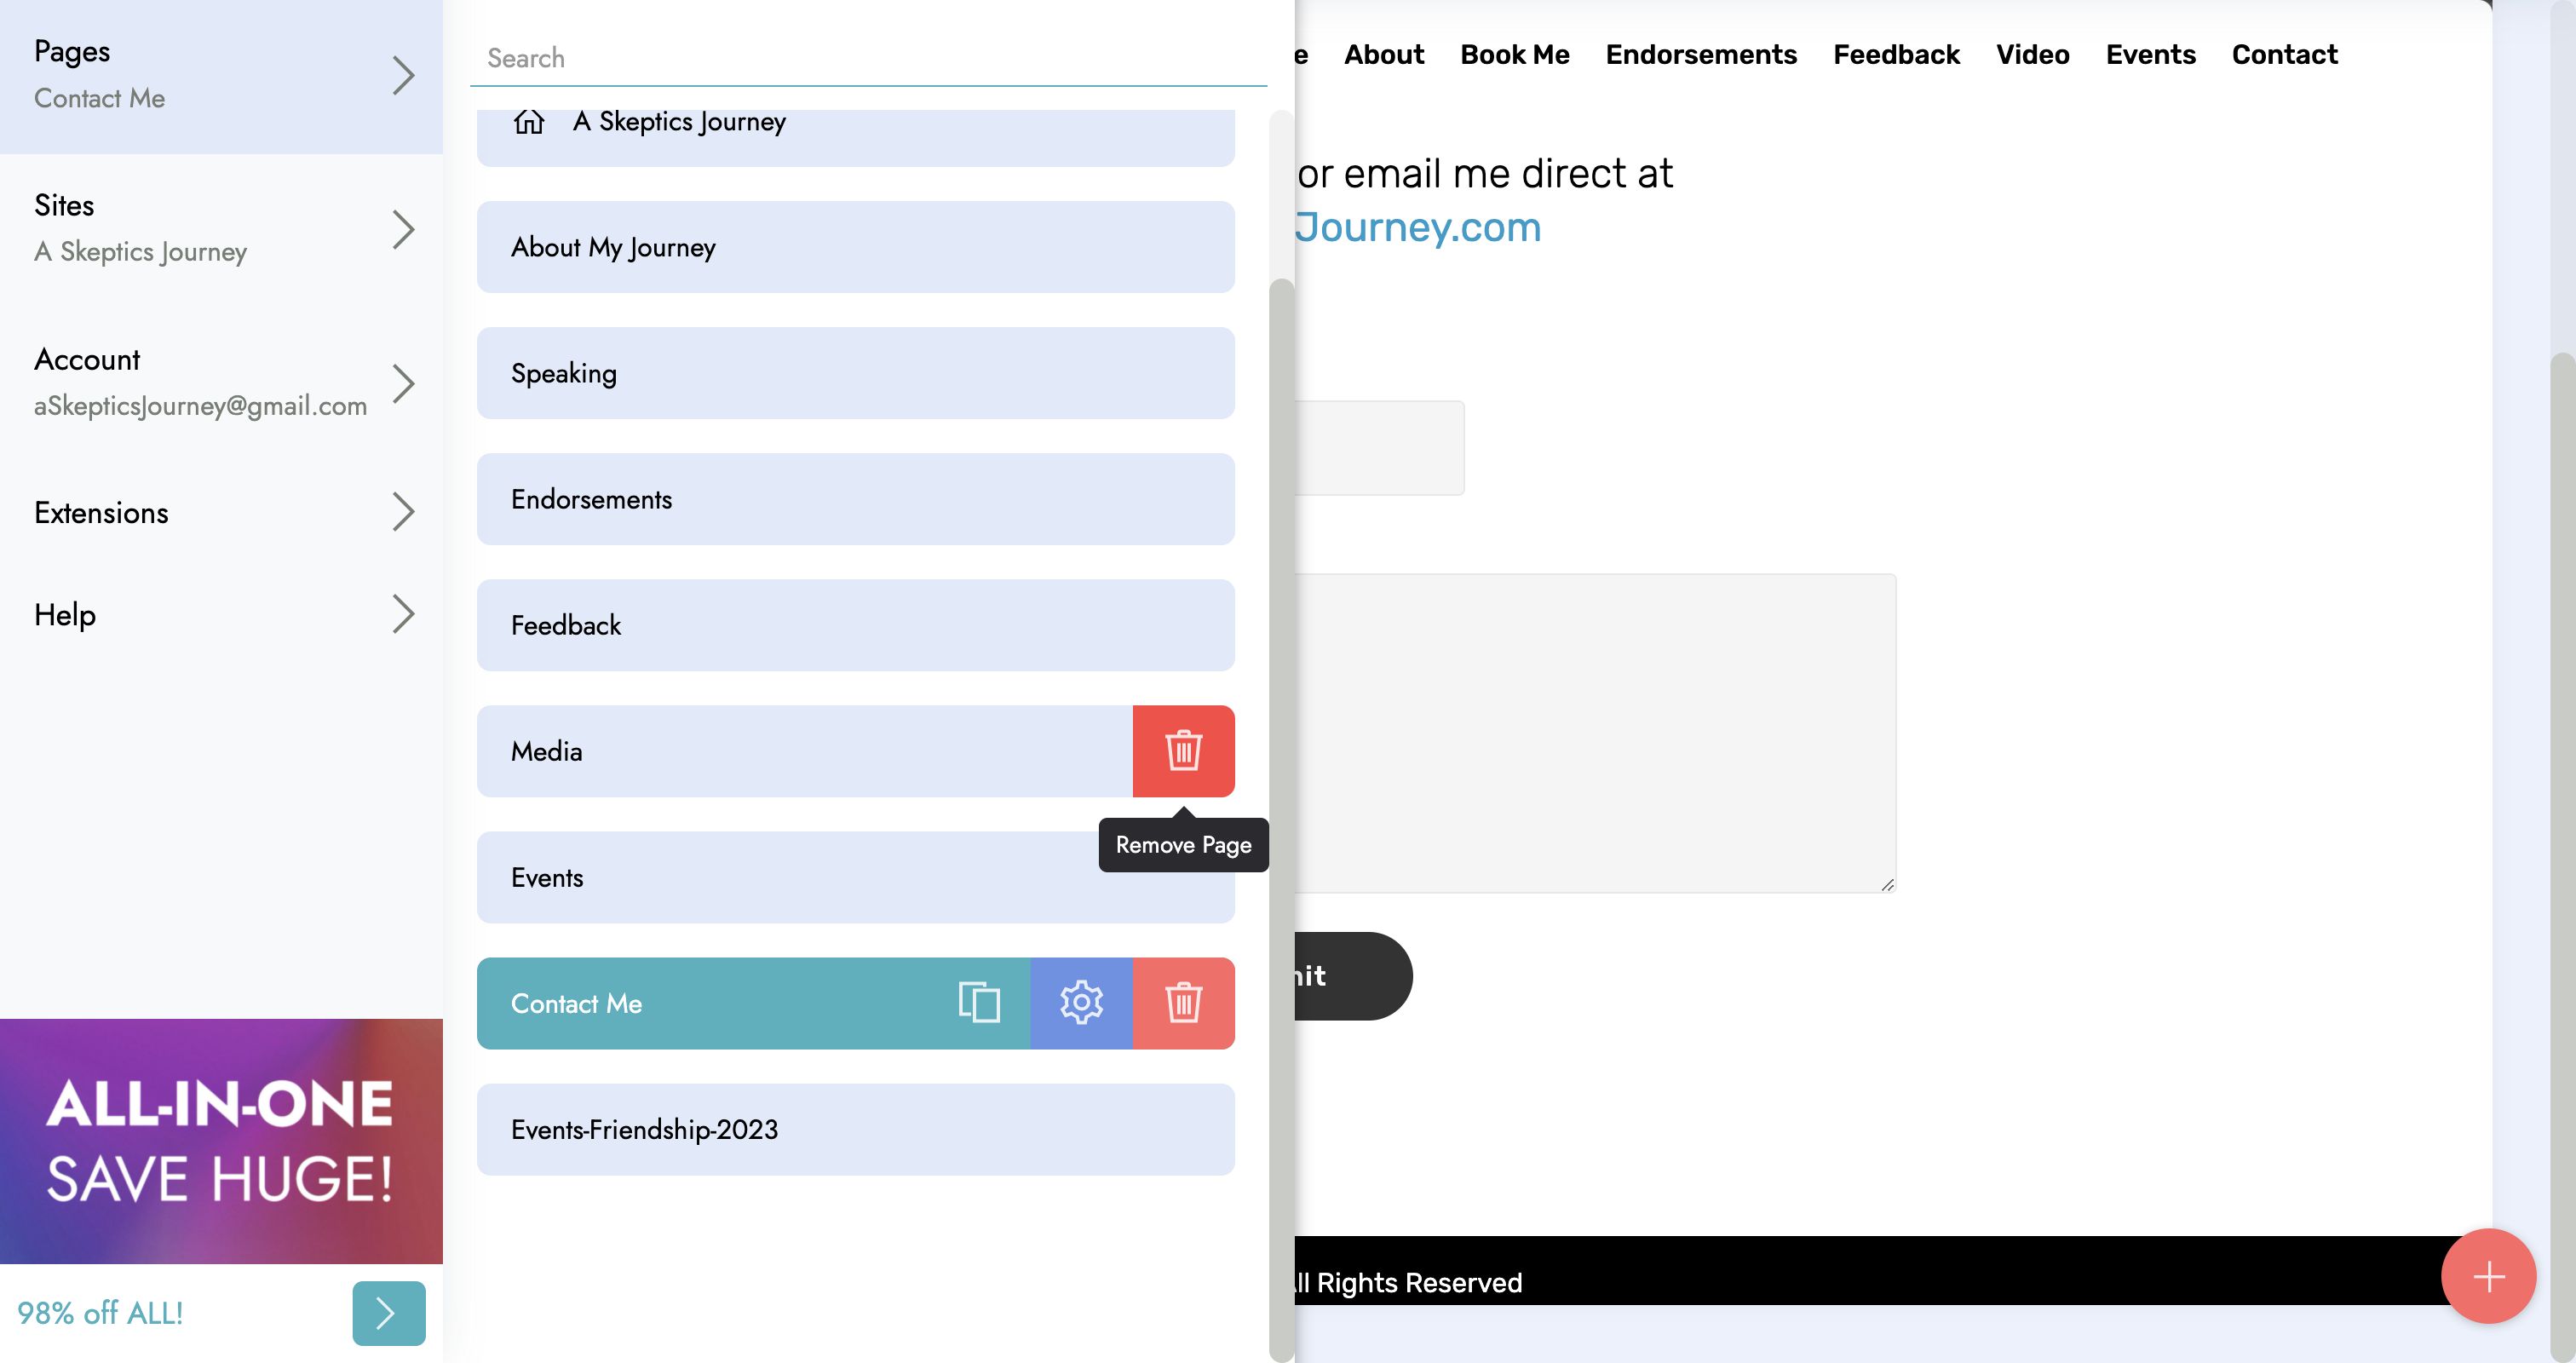 Pages
Contact Me
Sites
A Skeptics Journey
Account
aSkepticsJourney@gmail.com
Extensions
Help
ALL-IN-ONE
SAVE HUGE!
98% off ALL!
Search
A Skeptics Journey
About My Journey
Speaking
Endorsements
Feedback
Media
Remove Page
Events
Contact Me
Events-Friendship-2023
About Book Me Endorsements Feedback Video Events Contact
or email me direct at
Journey.com
All Rights Reserved